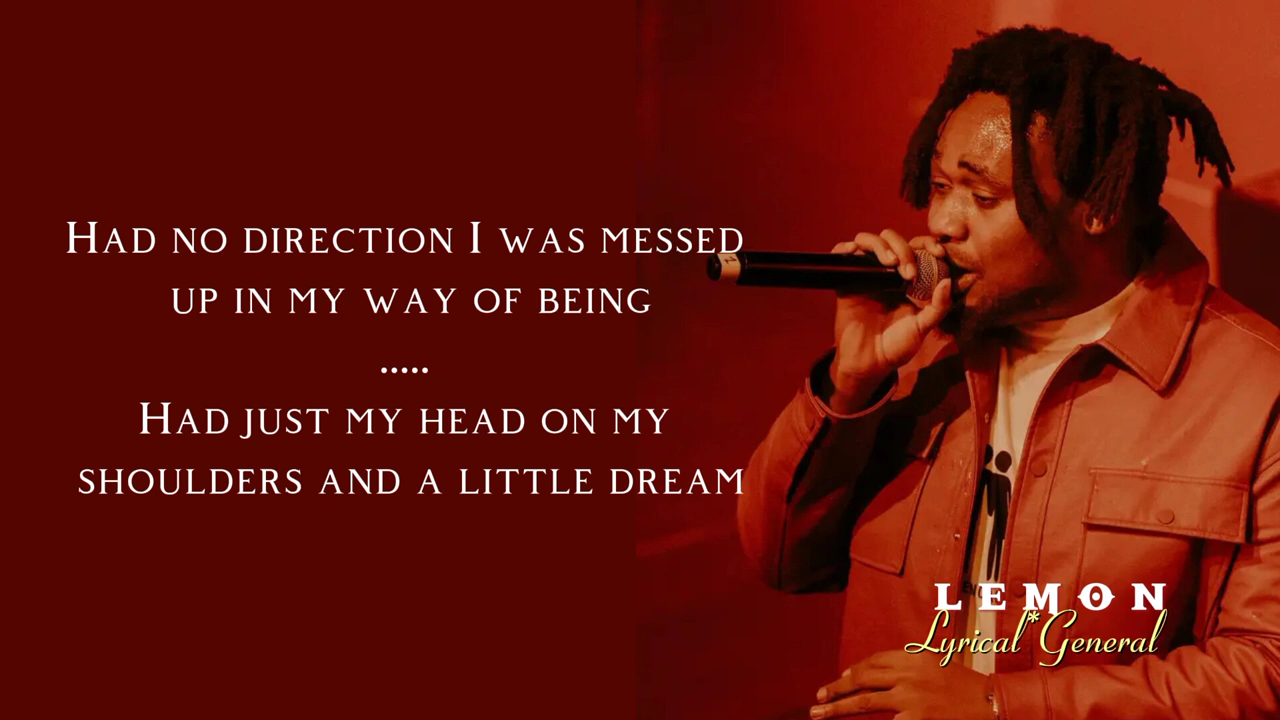 Had no direction I was messed
up in my way of being
.....
Had just my head on my
shoulders and a little dream
LEMON
Lyrical*General